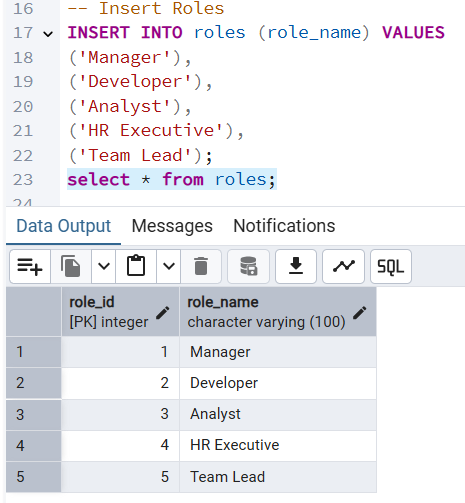 16 -- Insert Roles
17 INSERT INTO roles (role_name) VALUES
18 ('Manager'),
19 ('Developer'),
20 ('Analyst'),
21 ('HR Executive'),
22 ('Team Lead');
23 select * from roles;
24
Data Output Messages Notifications
SQL
role_id role_name
[PK] integer character varying (100)
1 1 Manager
2 2 Developer
3 3 Analyst
4 4 HR Executive
5 5 Team Lead